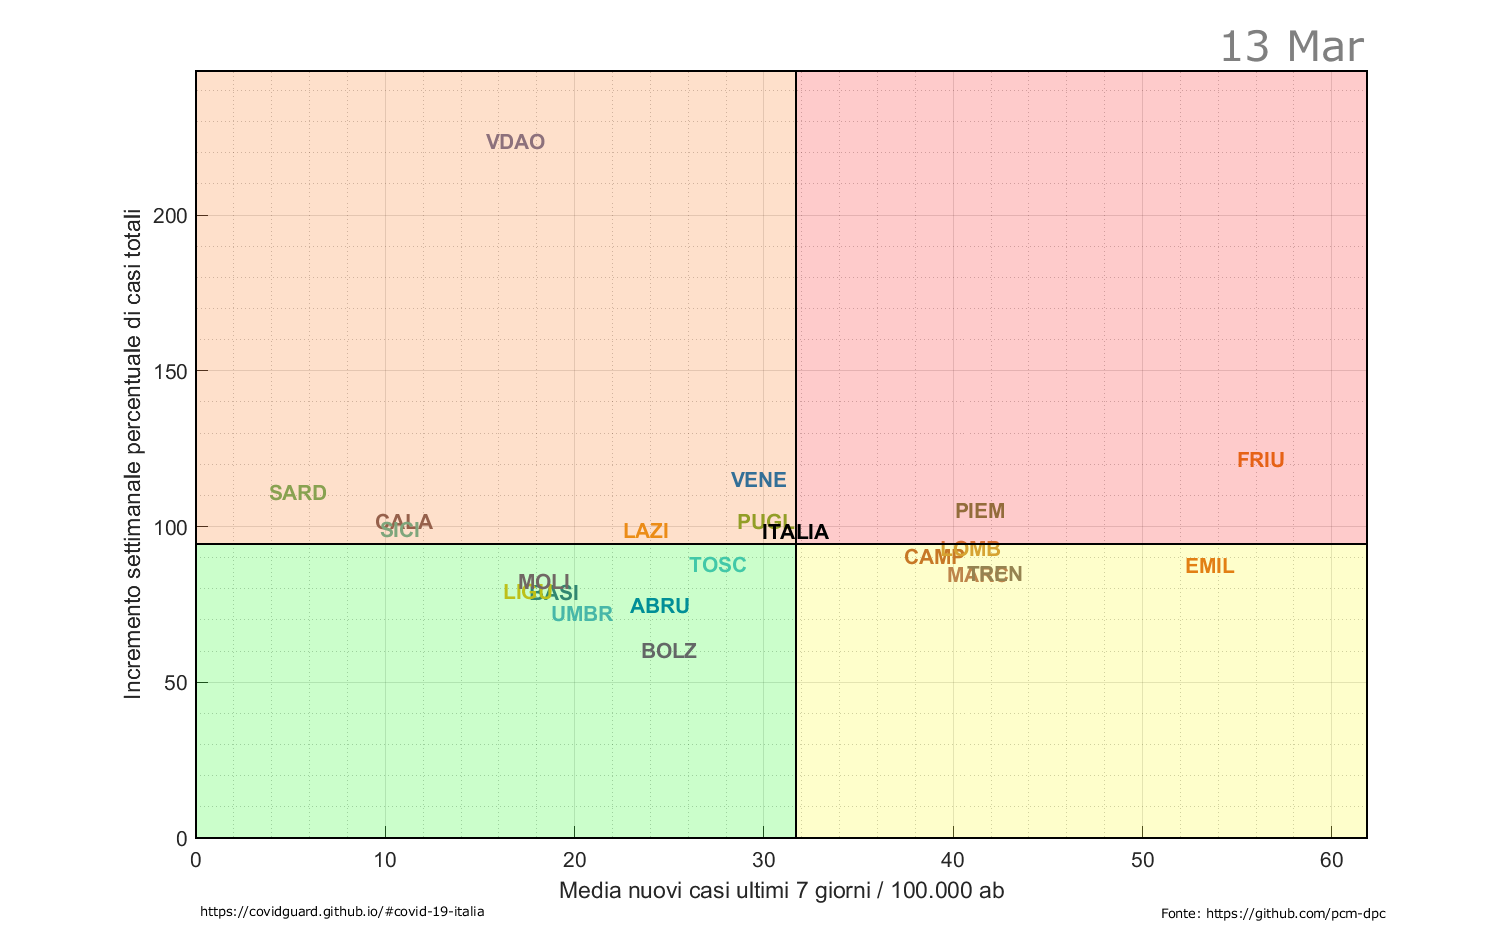 13 Mar
Incremento settimanale percentuale di casi totali
200
150
100
50
0
VDAO
VENE
FRIU
SARD
PIEM
CALA
SICI
LAZI
PUGL
ITALIA
LOMB
CAMP
TOSC
EMIL
MARC
TREN
MOLI
LIGU
BASI
UMBR
ABRU
BOLZ
0 10 20 30 40 50 60
Media nuovi casi ultimi 7 giorni / 100.000 ab
https://covidguard.github.io/#covid-19-italia
Fonte: https://github.com/pcm-dpc